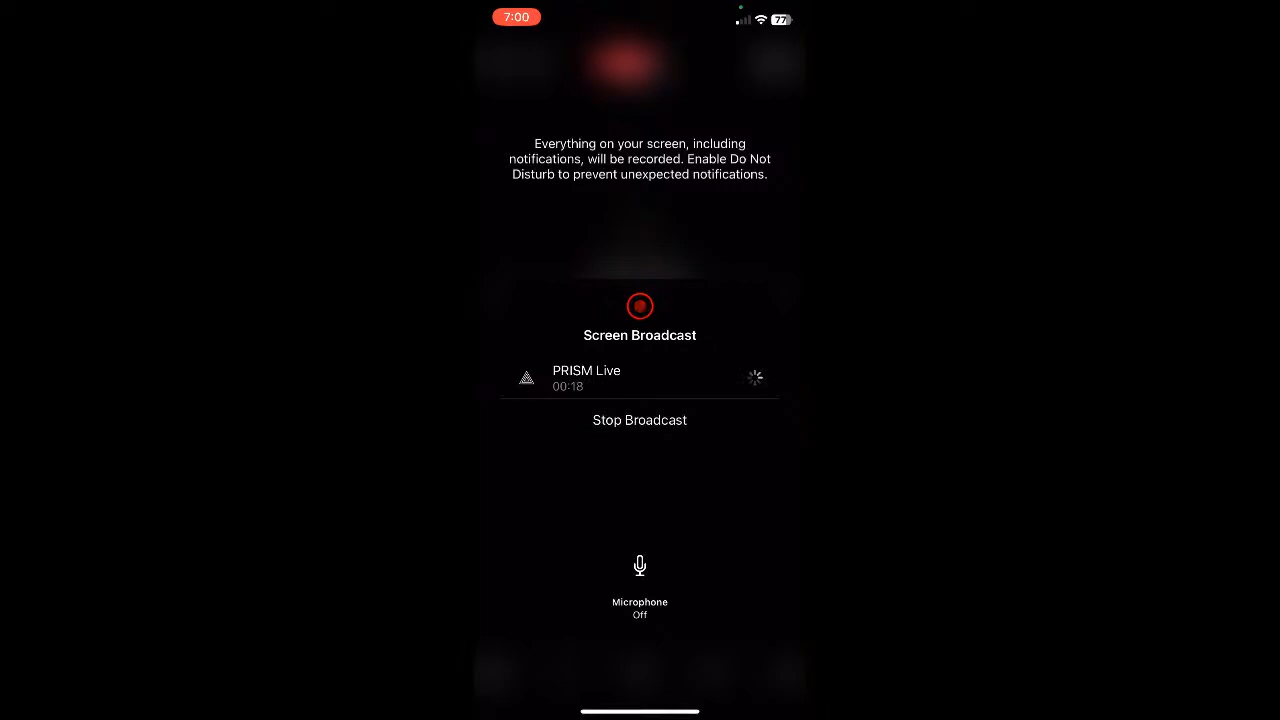 7:00
77
Everything on your screen, including
notifications, will be recorded. Enable Do Not
Disturb to prevent unexpected notifications.
Screen Broadcast
PRISM Live
00:18
Stop Broadcast
Microphone
Off